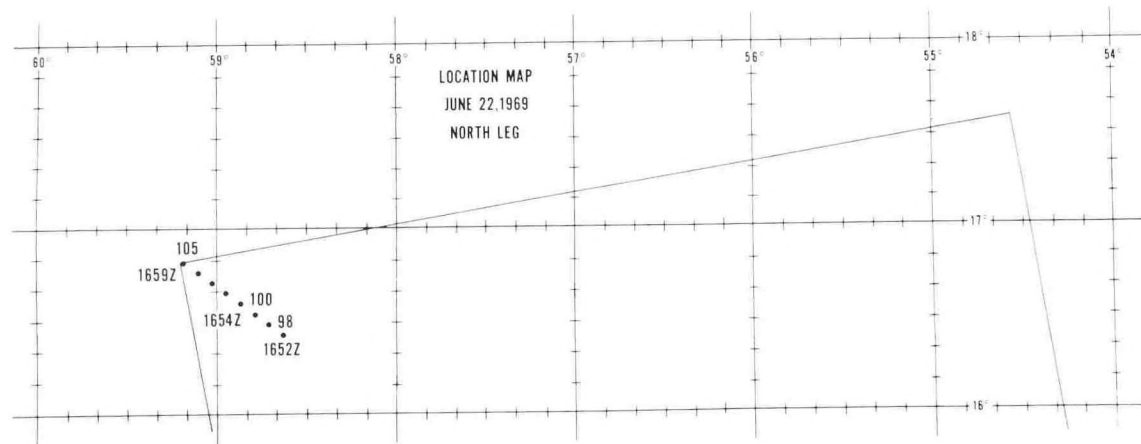 18°
60° 59° 58° 57° 56° 55° 54°
LOCATION MAP
JUNE 22,1969
NORTH LEG
17°
105
1659Z
100
1654Z
98
1652Z
16°